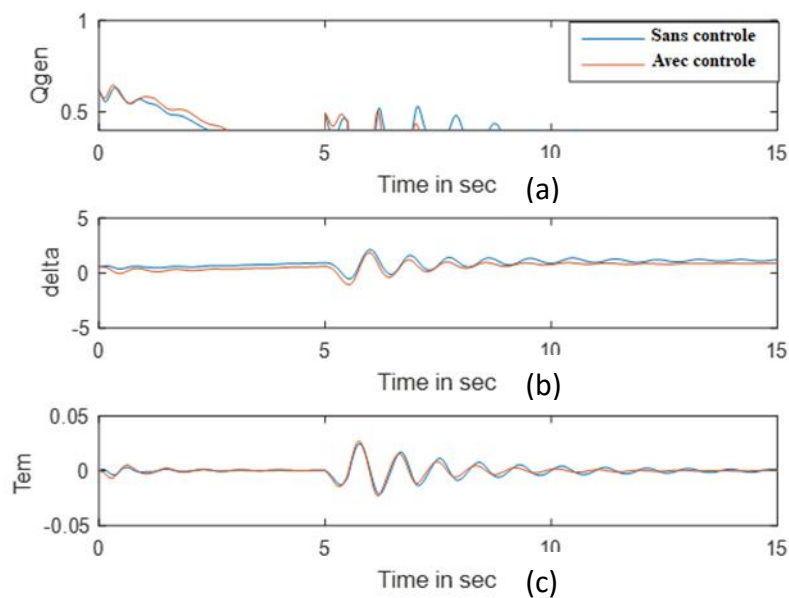 1
Qgen
0.5
Sans controle
Avec controle
0 5 10 15
Time in sec (a)
5
delta
0
-5
0 5 10 15
Time in sec (b)
0.05
Tem
0
-0.05
0 5 10 15
Time in sec (c)